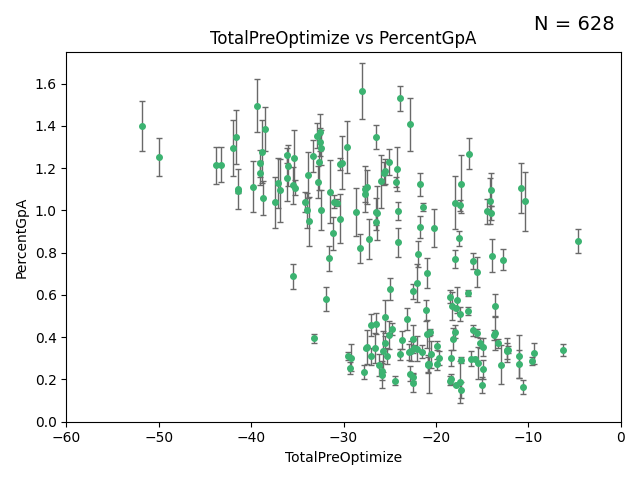 N = 628
TotalPreOptimize vs PercentGpA
PercentGpA
1.6
1.4
1.2
1.0
0.8
0.6
0.4
0.2
0.0
−60 −50 −40 −30 −20 −10 0
TotalPreOptimize